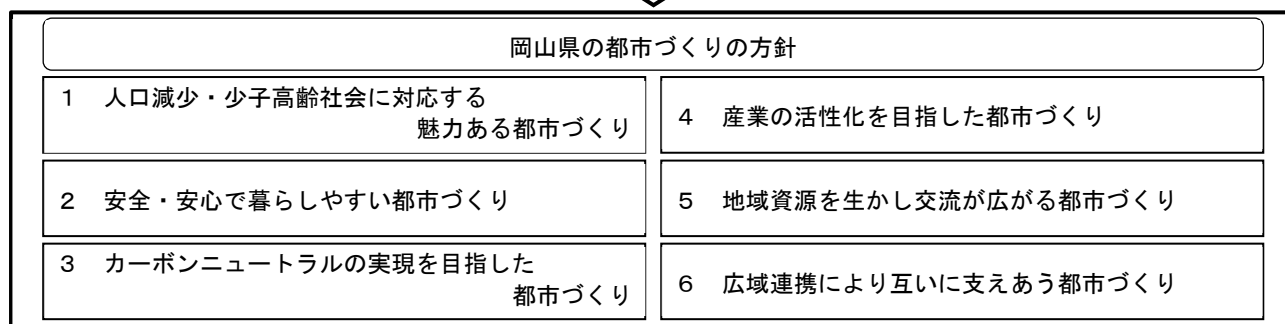 岡山県の都市づくりの方針
1 人口減少・少子高齢社会に対応する
魅力ある都市づくり
2 安全・安心で暮らしやすい都市づくり
3 カーボンニュートラルの実現を目指した
都市づくり
4 産業の活性化を目指した都市づくり
5 地域資源を生かし交流が広がる都市づくり
6 広域連携により互いに支えあう都市づくり